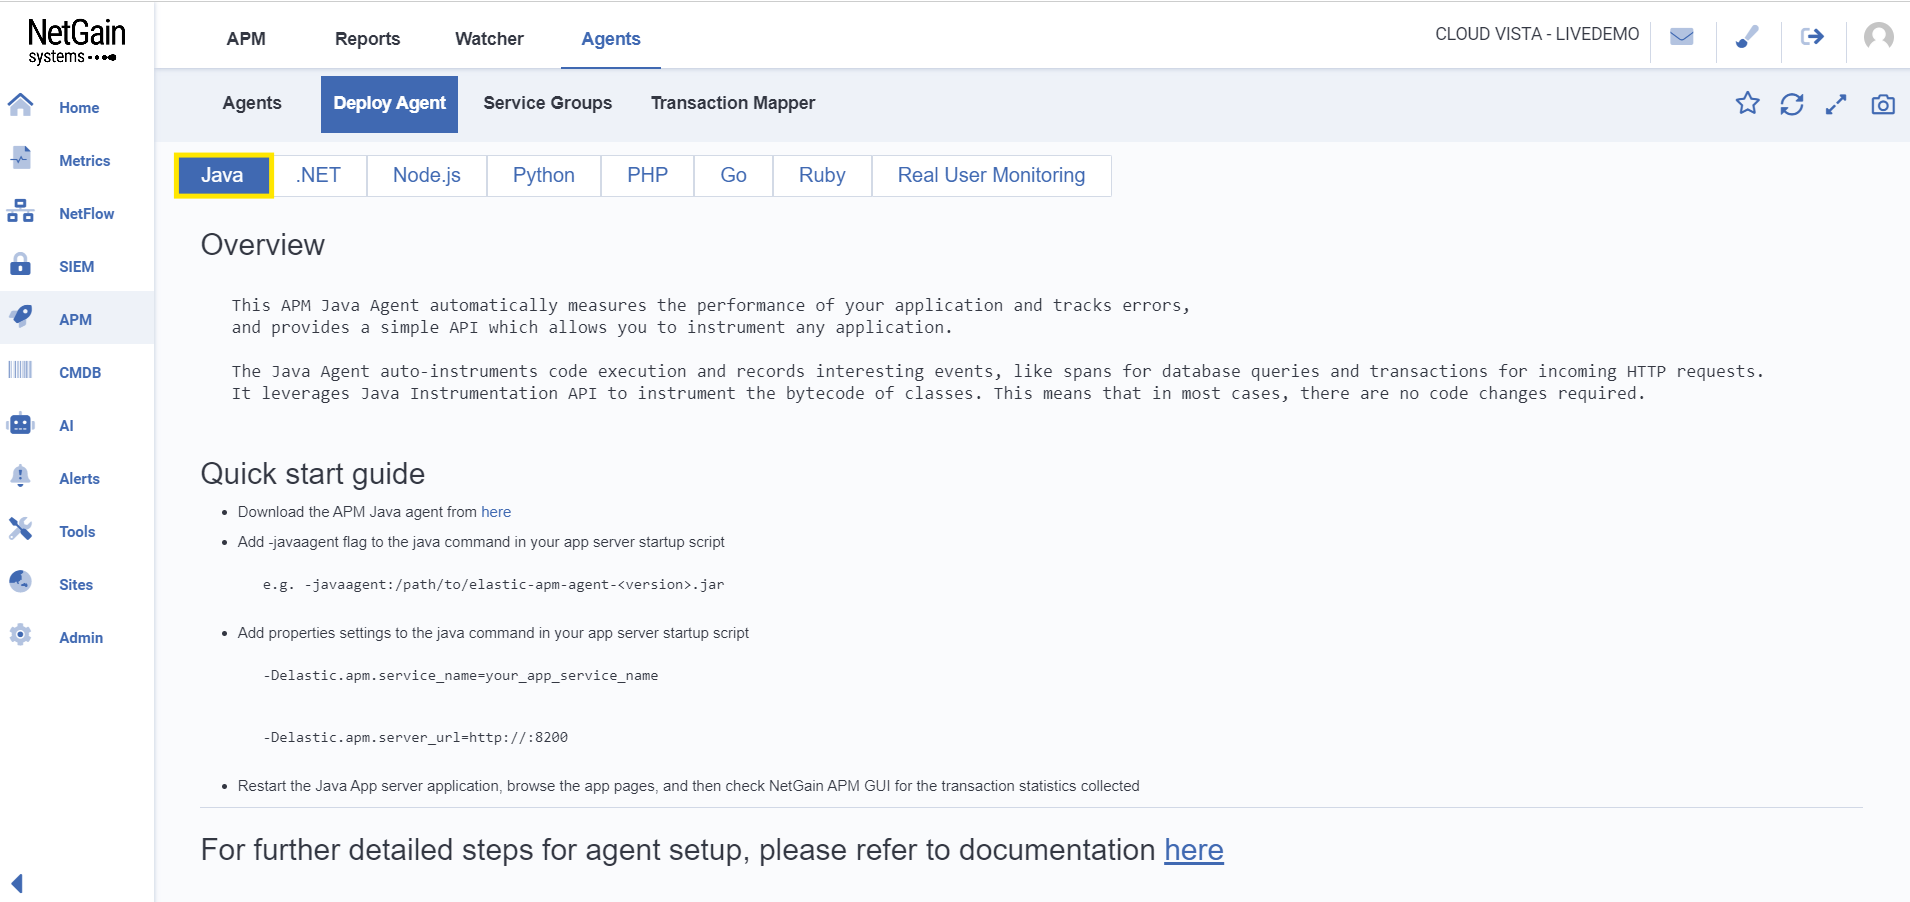 NetGain
systems
APM Reports Watcher Agents
CLOUD VISTA - LIVEDEMO
Agents Deploy Agent Service Groups Transaction Mapper
Home
Metrics
NetFlow
SIEM
APM
CMDB
AI
Alerts
Tools
Sites
Admin
Java .NET Node.js Python PHP Go Ruby Real User Monitoring
Overview
This APM Java Agent automatically measures the performance of your application and tracks errors,
and provides a simple API which allows you to instrument any application.
The Java Agent auto-instruments code execution and records interesting events, like spans for database queries and transactions for incoming HTTP requests.
It leverages Java Instrumentation API to instrument the bytecode of classes. This means that in most cases, there are no code changes required.
Quick start guide
• Download the APM Java agent from here
• Add -javaagent flag to the java command in your app server startup script
e.g. -javaagent:/path/to/elastic-apm-agent-<version>.jar
• Add properties settings to the java command in your app server startup script
-Delastic.apm.service_name=your_app_service_name
-Delastic.apm.server_url=http://:8200
• Restart the Java App server application, browse the app pages, and then check NetGain APM GUI for the transaction statistics collected
For further detailed steps for agent setup, please refer to documentation here